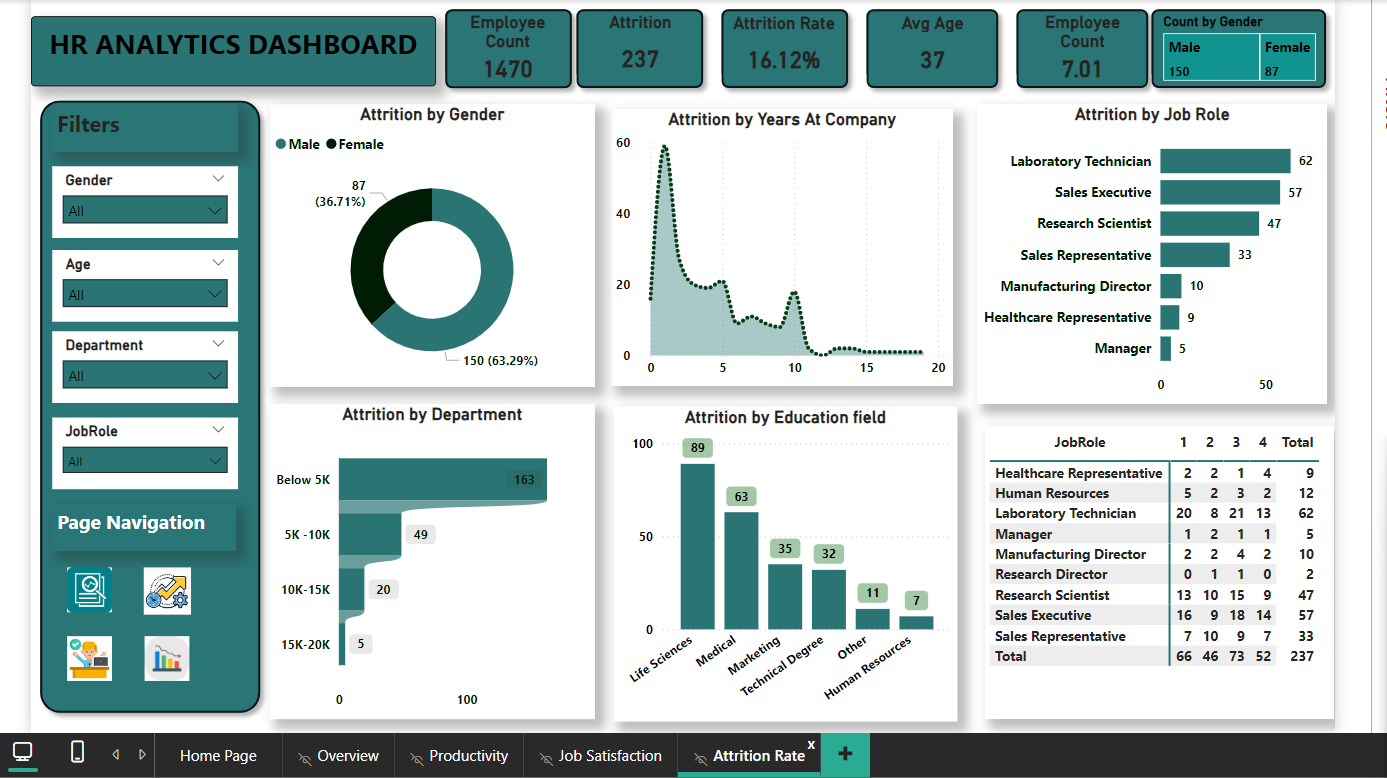 HR ANALYTICS DASHBOARD
Employee
Count
1470
Attrition
237
Attrition Rate
16.12%
Avg Age
37
Employee
Count
7.01
Count by Gender
Male
Female
150
87
Filters
Gender
All
Age
All
Department
All
JobRole
All
Page Navigation
Attrition by Gender
Male Female
87
(36.71%)
150 (63.29%)
Attrition by Years At Company
60
40
20
0
0 5 10 15 20
Attrition by Job Role
Laboratory Technician 62
Sales Executive 57
Research Scientist 47
Sales Representative 33
Manufacturing Director 10
Healthcare Representative 9
Manager 5
0 50
Attrition by Department
Below 5K 163
5K -10K 49
10K-15K 20
15K-20K 5
0 100
Attrition by Education field
100
50
0
89
63
35
32
11
7
Life Sciences
Medical
Marketing
Technical Degree
Other
Human Resources
JobRole 1 2 3 4 Total
Healthcare Representative 2 2 1 4 9
Human Resources 5 2 3 2 12
Laboratory Technician 20 8 21 13 62
Manager 1 2 1 1 5
Manufacturing Director 2 2 4 2 10
Research Director 0 1 1 0 2
Research Scientist 13 10 15 9 47
Sales Executive 16 9 18 14 57
Sales Representative 7 10 9 7 33
Total 66 46 73 52 237
Home Page
Overview
Productivity
Job Satisfaction
Attrition Rate
x
+